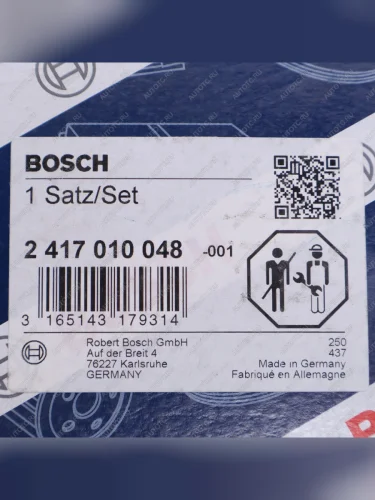 BOSCH
1 Satz/Set
2 417 010 048 -001
3 165143 179314
Robert Bosch GmbH
Auf der Breit 4
76227 Karlsruhe
GERMANY
250
437
Made in Germany
Fabriqué en Allemagne